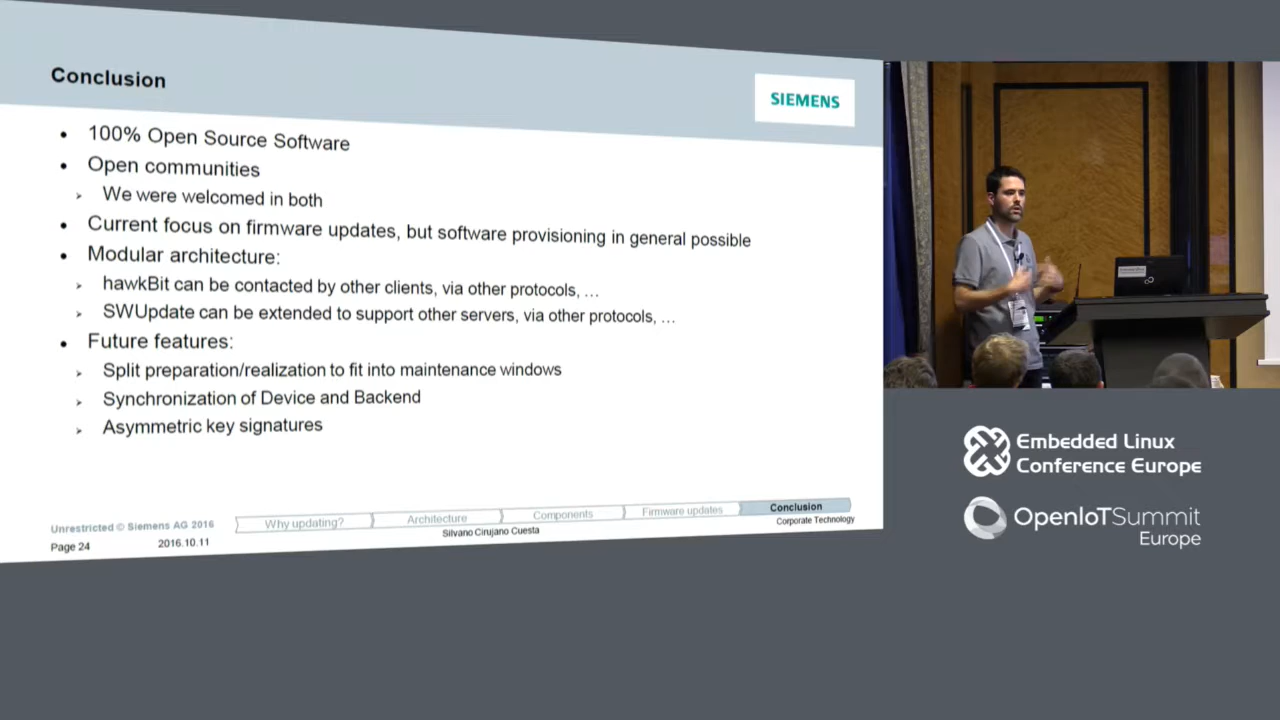 Conclusion
SIEMENS
• 100% Open Source Software
• Open communities
➢ We were welcomed in both
• Current focus on firmware updates, but software provisioning in general possible
• Modular architecture:
➢ hawkBit can be contacted by other clients, via other protocols, …
➢ SWUpdate can be extended to support other servers, via other protocols, …
• Future features:
➢ Split preparation/realization to fit into maintenance windows
➢ Synchronization of Device and Backend
➢ Asymmetric key signatures
Unrestricted © Siemens AG 2016
Why updating?
Architecture
Components
Firmware updates
Conclusion
Page 24
2016.10.11
Silvano Cirujano Cuesta
Corporate Technology
Embedded Linux
Conference Europe
OpenIoTSummit
Europe